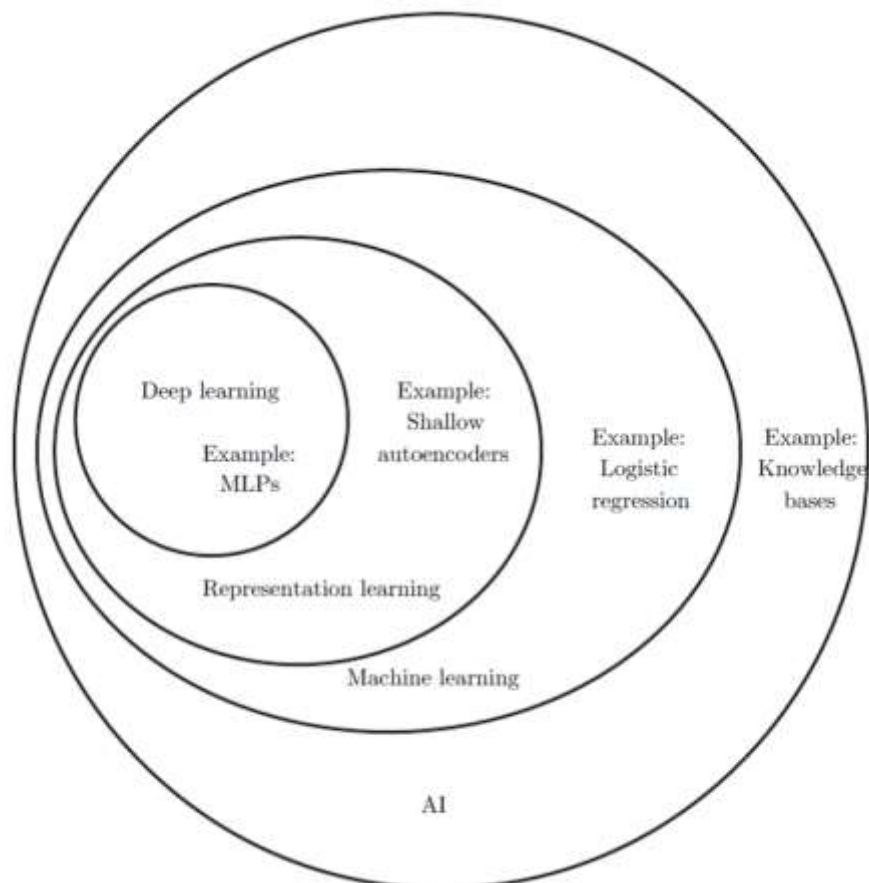 Deep learning
Example:
MLPs
Example:
Shallow
autoencoders
Example:
Logistic
regression
Example:
Knowledge
bases
Representation learning
Machine learning
AI